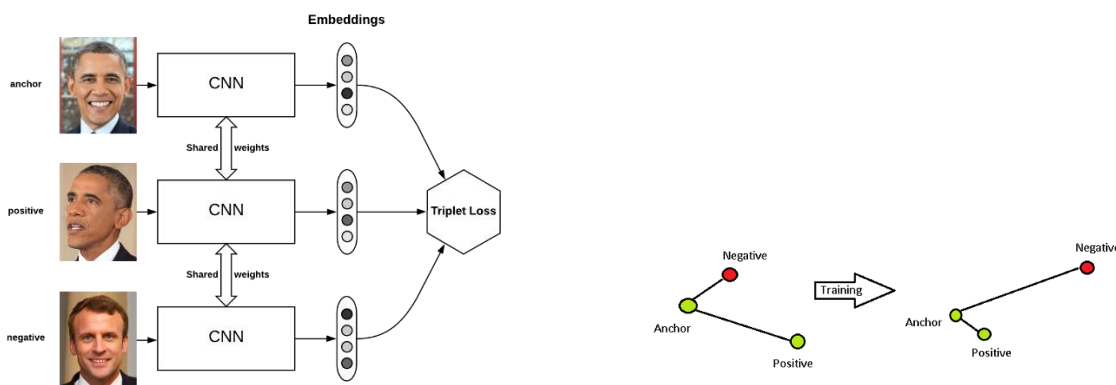 Embeddings
anchor
CNN
Shared weights
positive
CNN
Triplet Loss
Shared weights
negative
CNN
Negative
Anchor
Positive
Training
Negative
Anchor
Positive